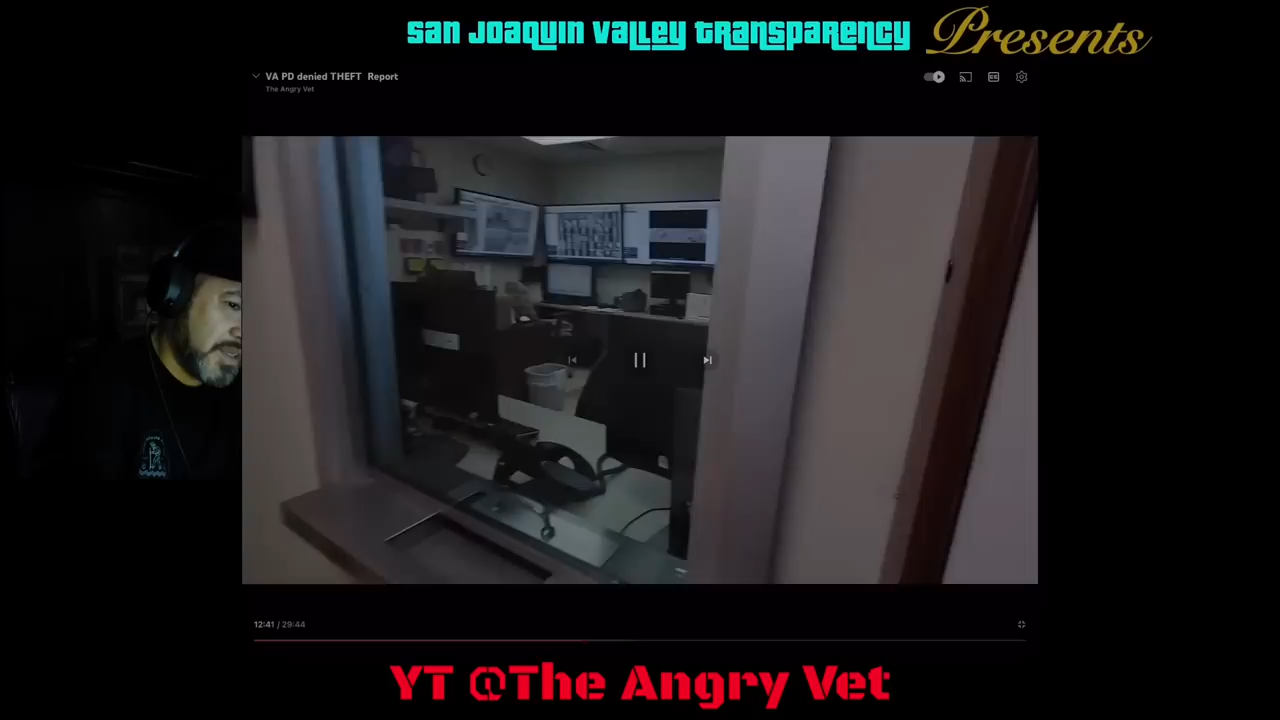 San Joaquin Valley Transparency Presents
VA PD denied THEFT Report
The Angry Vet
12:41 / 29:44
YT @The Angry Vet